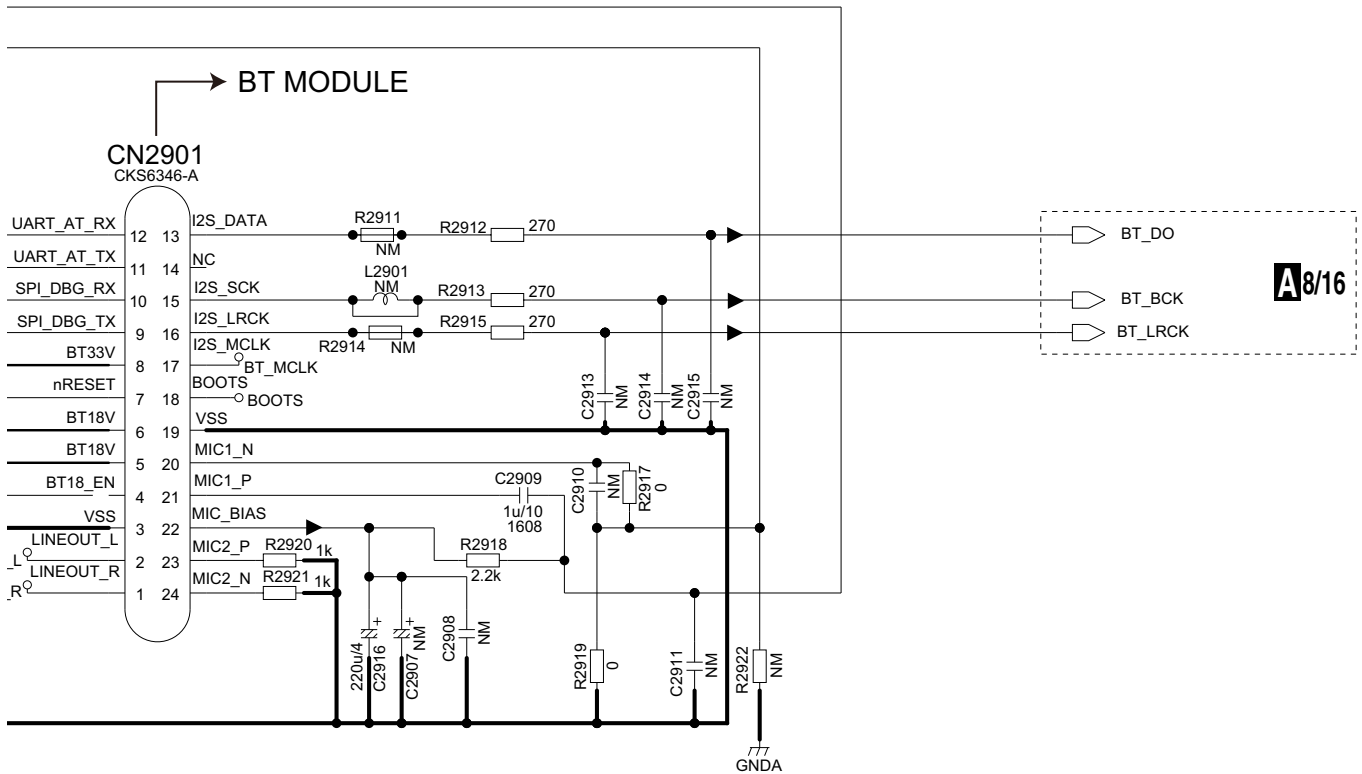 BT MODULE
CN2901
CKS6346-A
UART_AT_RX 12 13 I2S_DATA R2911 NM R2912 270 BT_DO
UART_AT_TX 11 14 NC
SPI_DBG_RX 10 15 I2S_SCK L2901 NM R2913 270 BT_BCK A 8/16
SPI_DBG_TX 9 16 I2S_LRCK R2914 NM R2915 270 BT_LRCK
BT33V 8 17 I2S_MCLK BT_MCLK
nRESET 7 18 BOOTS BOOTS
C2913 NM C2914 NM C2915 NM
BT18V 6 19 VSS
BT18V 5 20 MIC1_N
C2910 NM R2917 0
BT18_EN 4 21 MIC1_P C2909 1u/10 1608
VSS 3 22 MIC_BIAS
LINEOUT_L _L 2 23 MIC2_P R2920 1k R2918 2.2k
LINEOUT_R _R 1 24 MIC2_N R2921 1k
220u/4 C2916 + C2907 NM + C2908 NM R2919 0 C2911 NM R2922 NM
GNDA